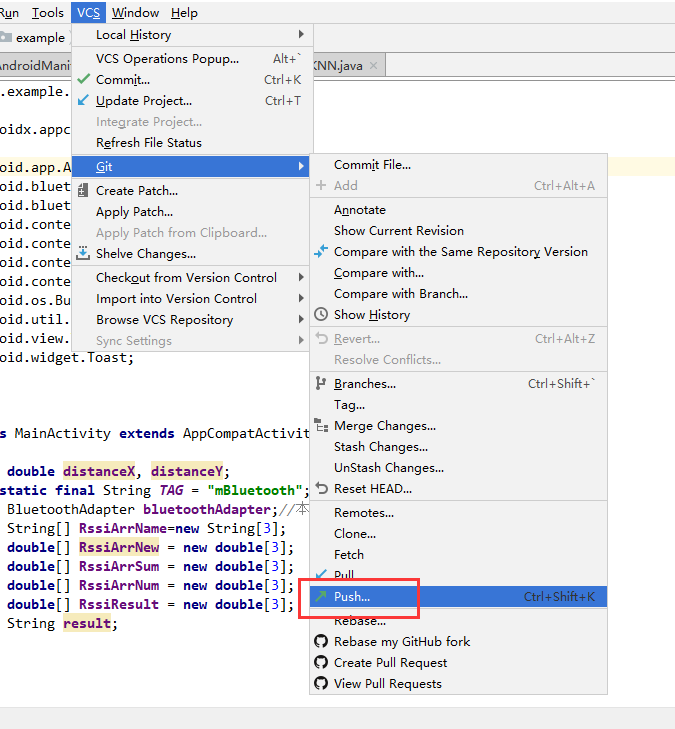 Run Tools VCS Window Help
example
Local History
VCS Operations Popup... Alt+`
AndroidMani
KNN.java
Commit... Ctrl+K
.example.
Update Project... Ctrl+T
Integrate Project...
oidx.appc
Refresh File Status
oid.app.A
Git
Commit File...
oid.bluet
Create Patch...
Add Ctrl+Alt+A
oid.bluet
Apply Patch...
Annotate
oid.conte
Apply Patch from Clipboard...
Show Current Revision
oid.conte
Shelve Changes...
Compare with the Same Repository Version
oid.conte
Compare with...
oid.conte
Checkout from Version Control
Compare with Branch...
oid.os.Bu
Import into Version Control
Show History
oid.util.
Browse VCS Repository
oid.view.
Sync Settings
Revert... Ctrl+Alt+Z
oid.widget.Toast;
Resolve Conflicts...
Branches... Ctrl+Shift+`
Tag...
Merge Changes...
s MainActivity extends AppCompatActivit
Stash Changes...
UnStash Changes...
double distanceX, distanceY;
Reset HEAD...
static final String TAG = "mBluetooth";
BluetoothAdapter bluetoothAdapter;//本
Remotes...
String[] RssiArrName=new String[3];
Clone...
double[] RssiArrNew = new double[3];
Fetch
double[] RssiArrSum = new double[3];
Pull
double[] RssiArrNum = new double[3];
Push... Ctrl+Shift+K
double[] RssiResult = new double[3];
String result;
Rebase...
Rebase my GitHub fork
Create Pull Request
View Pull Requests